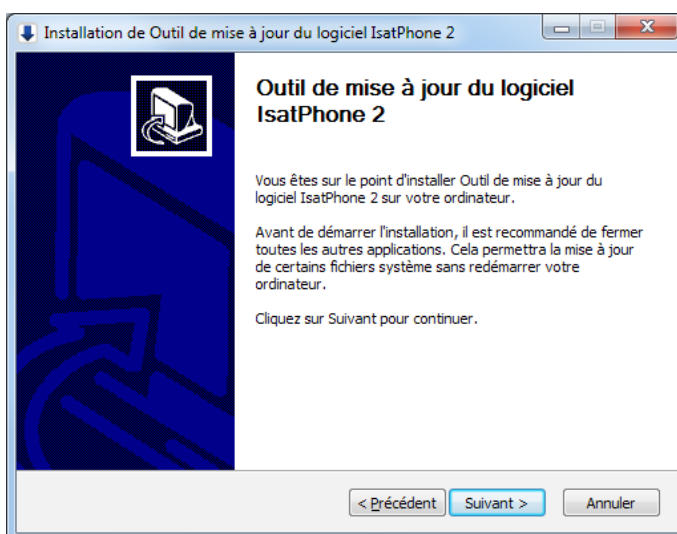 Installation de Outil de mise à jour du logiciel IsatPhone 2
Outil de mise à jour du logiciel
IsatPhone 2
Vous êtes sur le point d'installer Outil de mise à jour du
logiciel IsatPhone 2 sur votre ordinateur.
Avant de démarrer l'installation, il est recommandé de fermer
toutes les autres applications. Cela permettra la mise à jour
de certains fichiers système sans redémarrer votre
ordinateur.
Cliquez sur Suivant pour continuer.
< Précédent Suivant > Annuler